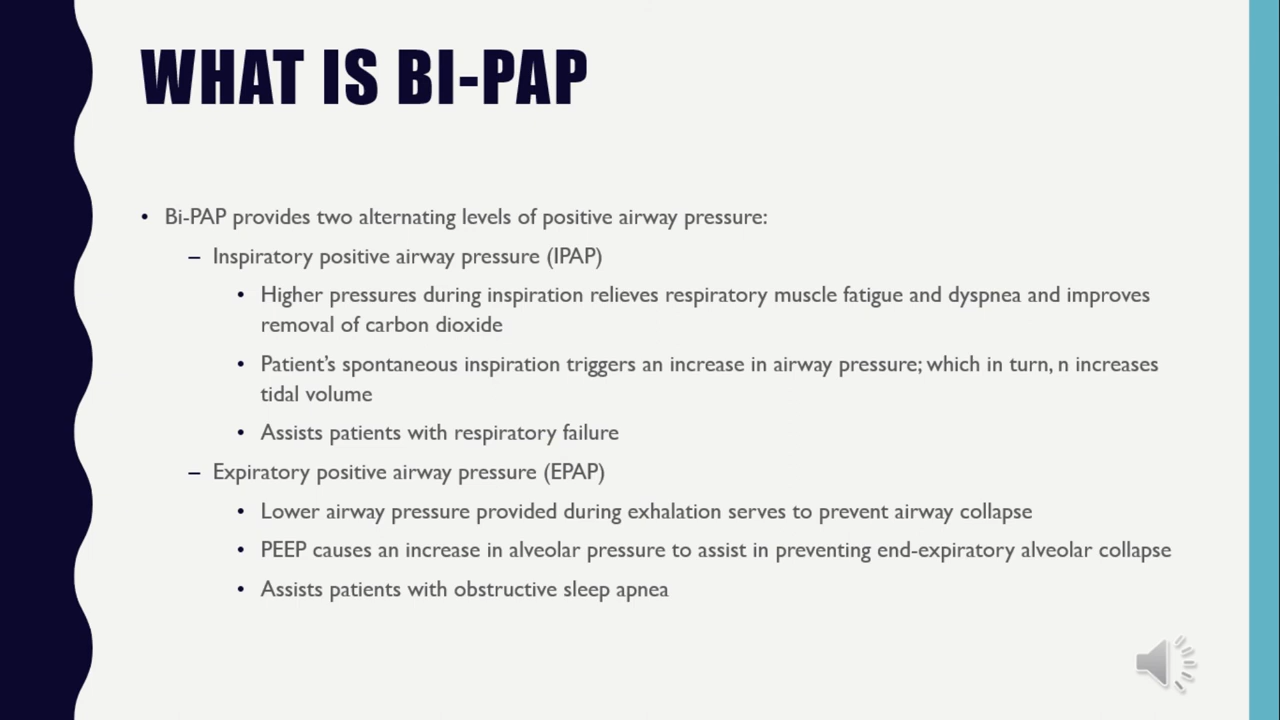 WHAT IS BI-PAP
• Bi-PAP provides two alternating levels of positive airway pressure:
– Inspiratory positive airway pressure (IPAP)
• Higher pressures during inspiration relieves respiratory muscle fatigue and dyspnea and improves
removal of carbon dioxide
• Patient’s spontaneous inspiration triggers an increase in airway pressure; which in turn, n increases
tidal volume
• Assists patients with respiratory failure
– Expiratory positive airway pressure (EPAP)
• Lower airway pressure provided during exhalation serves to prevent airway collapse
• PEEP causes an increase in alveolar pressure to assist in preventing end-expiratory alveolar collapse
• Assists patients with obstructive sleep apnea